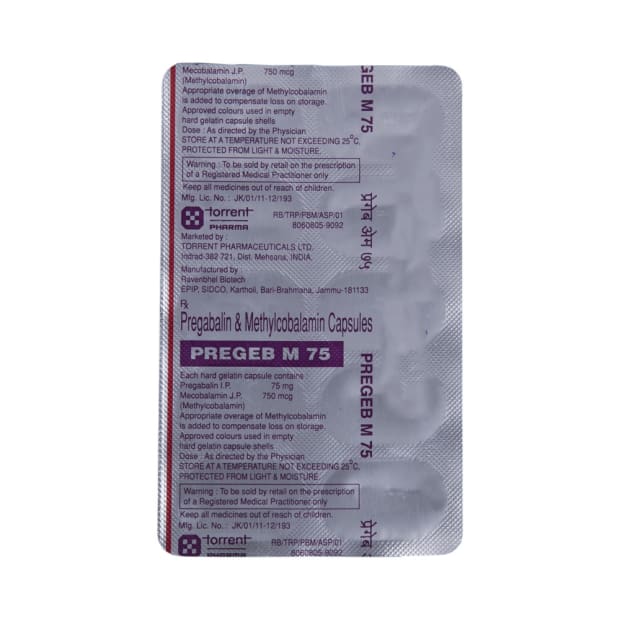 Mecobalamin J.P. 750 mcg
(Methylcobalamin)
Appropriate overage of Methylcobalamin
is added to compensate loss on storage.
Approved colours used in empty
hard gelatin capsule shells
Dose : As directed by the Physician
STORE AT A TEMPERATURE NOT EXCEEDING 25°C,
PROTECTED FROM LIGHT & MOISTURE.
Warning : To be sold by retail on the prescription
of a Registered Medical Practitioner only
Keep all medicines out of reach of children.
Mfg. Lic. No. : JK/01/11-12/193
torrent
PHARMA
RB/TRP/PBM/ASP/01
8060805-9092
Marketed by :
TORRENT PHARMACEUTICALS LTD.
Indrad-382 721, Dist. Mehsana, INDIA.
Manufactured by
Ravenbhel Biotech
EPIP, SIDCO, Kartholi, Bari-Brahmana, Jammu-181133
Rx
Pregabalin & Methylcobalamin Capsules
PREGEB M 75
Each hard gelatin capsule contains :
Pregabalin I.P. 75 mg
Mecobalamin J.P. 750 mcg
(Methylcobalamin)
Appropriate overage of Methylcobalamin
is added to compensate loss on storage.
Approved colours used in empty
hard gelatin capsule shells
Dose : As directed by the Physician
STORE AT A TEMPERATURE NOT EXCEEDING 25°C,
PROTECTED FROM LIGHT & MOISTURE.
Warning : To be sold by retail on the prescription
of a Registered Medical Practitioner only
Keep all medicines out of reach of children.
Mfg. Lic. No. : JK/01/11-12/193
torrent
PHARMA
RB/TRP/PBM/ASP/01
8060805-9092
GEB M 75
प्रेगेब एम ७५
PREGEB M 75
प्रेगेब